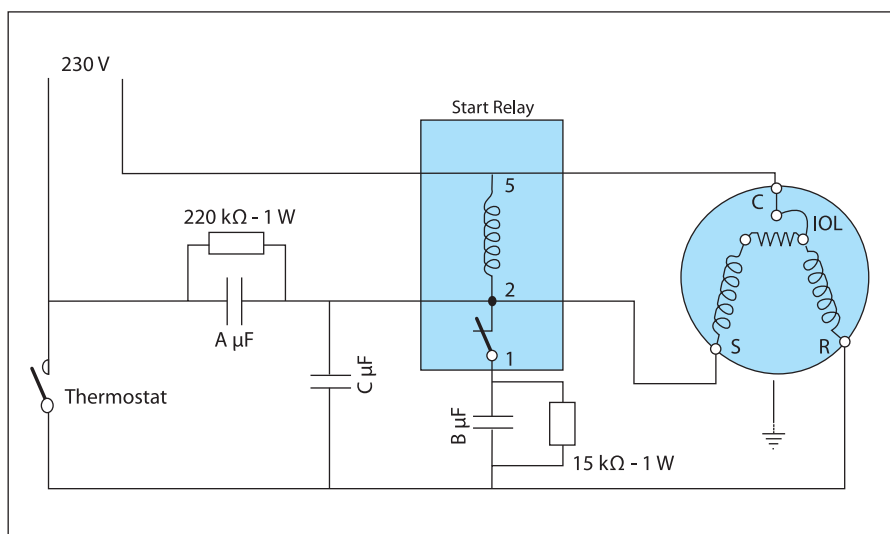 230 V
Start Relay
5
C
IOL
220 kΩ - 1 W
2
A µF
S
R
1
C µF
Thermostat
B µF
15 kΩ - 1 W